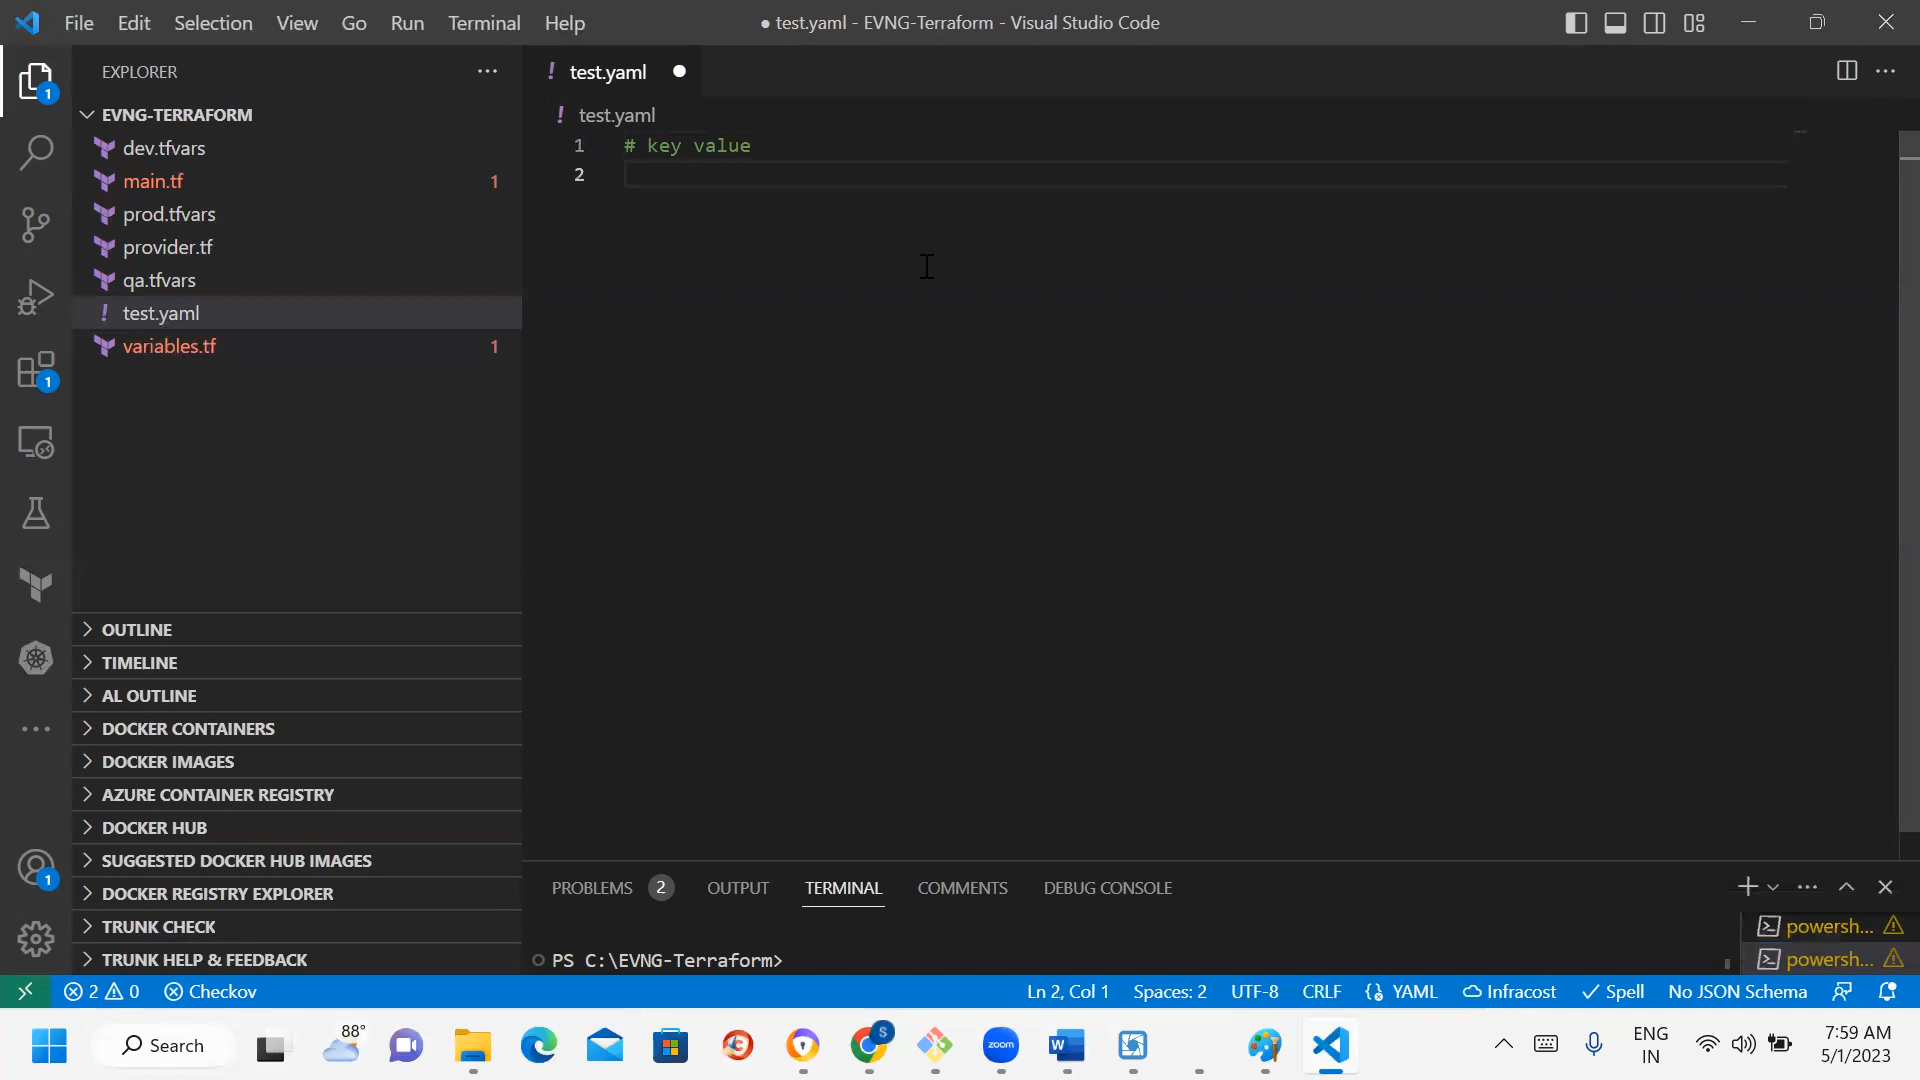 File Edit Selection View Go Run Terminal Help
● test.yaml - EVNG-Terraform - Visual Studio Code
EXPLORER
1
EVNG-TERRAFORM
dev.tfvars
main.tf 1
prod.tfvars
provider.tf
qa.tfvars
! test.yaml
variables.tf 1
1
! test.yaml ●
! test.yaml
1 # key value
2
OUTLINE
TIMELINE
AL OUTLINE
DOCKER CONTAINERS
DOCKER IMAGES
AZURE CONTAINER REGISTRY
DOCKER HUB
SUGGESTED DOCKER HUB IMAGES
DOCKER REGISTRY EXPLORER
TRUNK CHECK
TRUNK HELP & FEEDBACK
1
PROBLEMS 2 OUTPUT TERMINAL COMMENTS DEBUG CONSOLE
PS C:\EVNG-Terraform>
powersh...
powersh...
2 0 Checkov
Ln 2, Col 1 Spaces: 2 UTF-8 CRLF YAML Infracost Spell No JSON Schema
Search
88°
S
zoom
W
ENG
IN
7:59 AM
5/1/2023